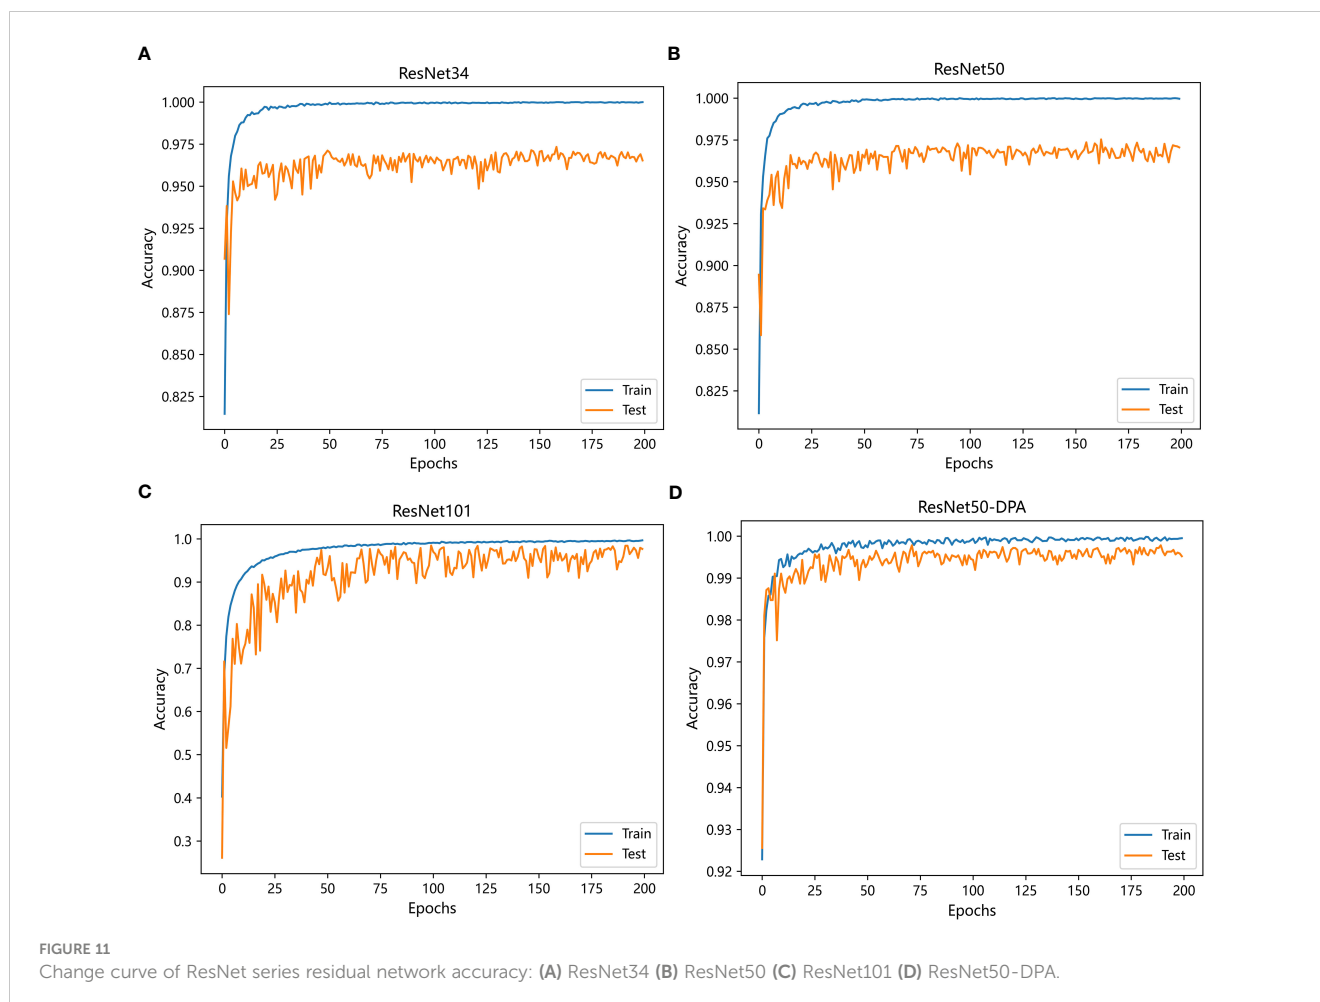 A
ResNet34
1.000
0.975
0.950
0.925
0.900
0.875
0.850
0.825
Accuracy
0 25 50 75 100 125 150 175 200
Epochs
Train
Test
B
ResNet50
1.000
0.975
0.950
0.925
0.900
0.875
0.850
0.825
Accuracy
0 25 50 75 100 125 150 175 200
Epochs
Train
Test
C
ResNet101
1.0
0.9
0.8
0.7
0.6
0.5
0.4
0.3
Accuracy
0 25 50 75 100 125 150 175 200
Epochs
Train
Test
D
ResNet50-DPA
1.00
0.99
0.98
0.97
0.96
0.95
0.94
0.93
0.92
Accuracy
0 25 50 75 100 125 150 175 200
Epochs
Train
Test
FIGURE 11
Change curve of ResNet series residual network accuracy: (A) ResNet34 (B) ResNet50 (C) ResNet101 (D) ResNet50-DPA.